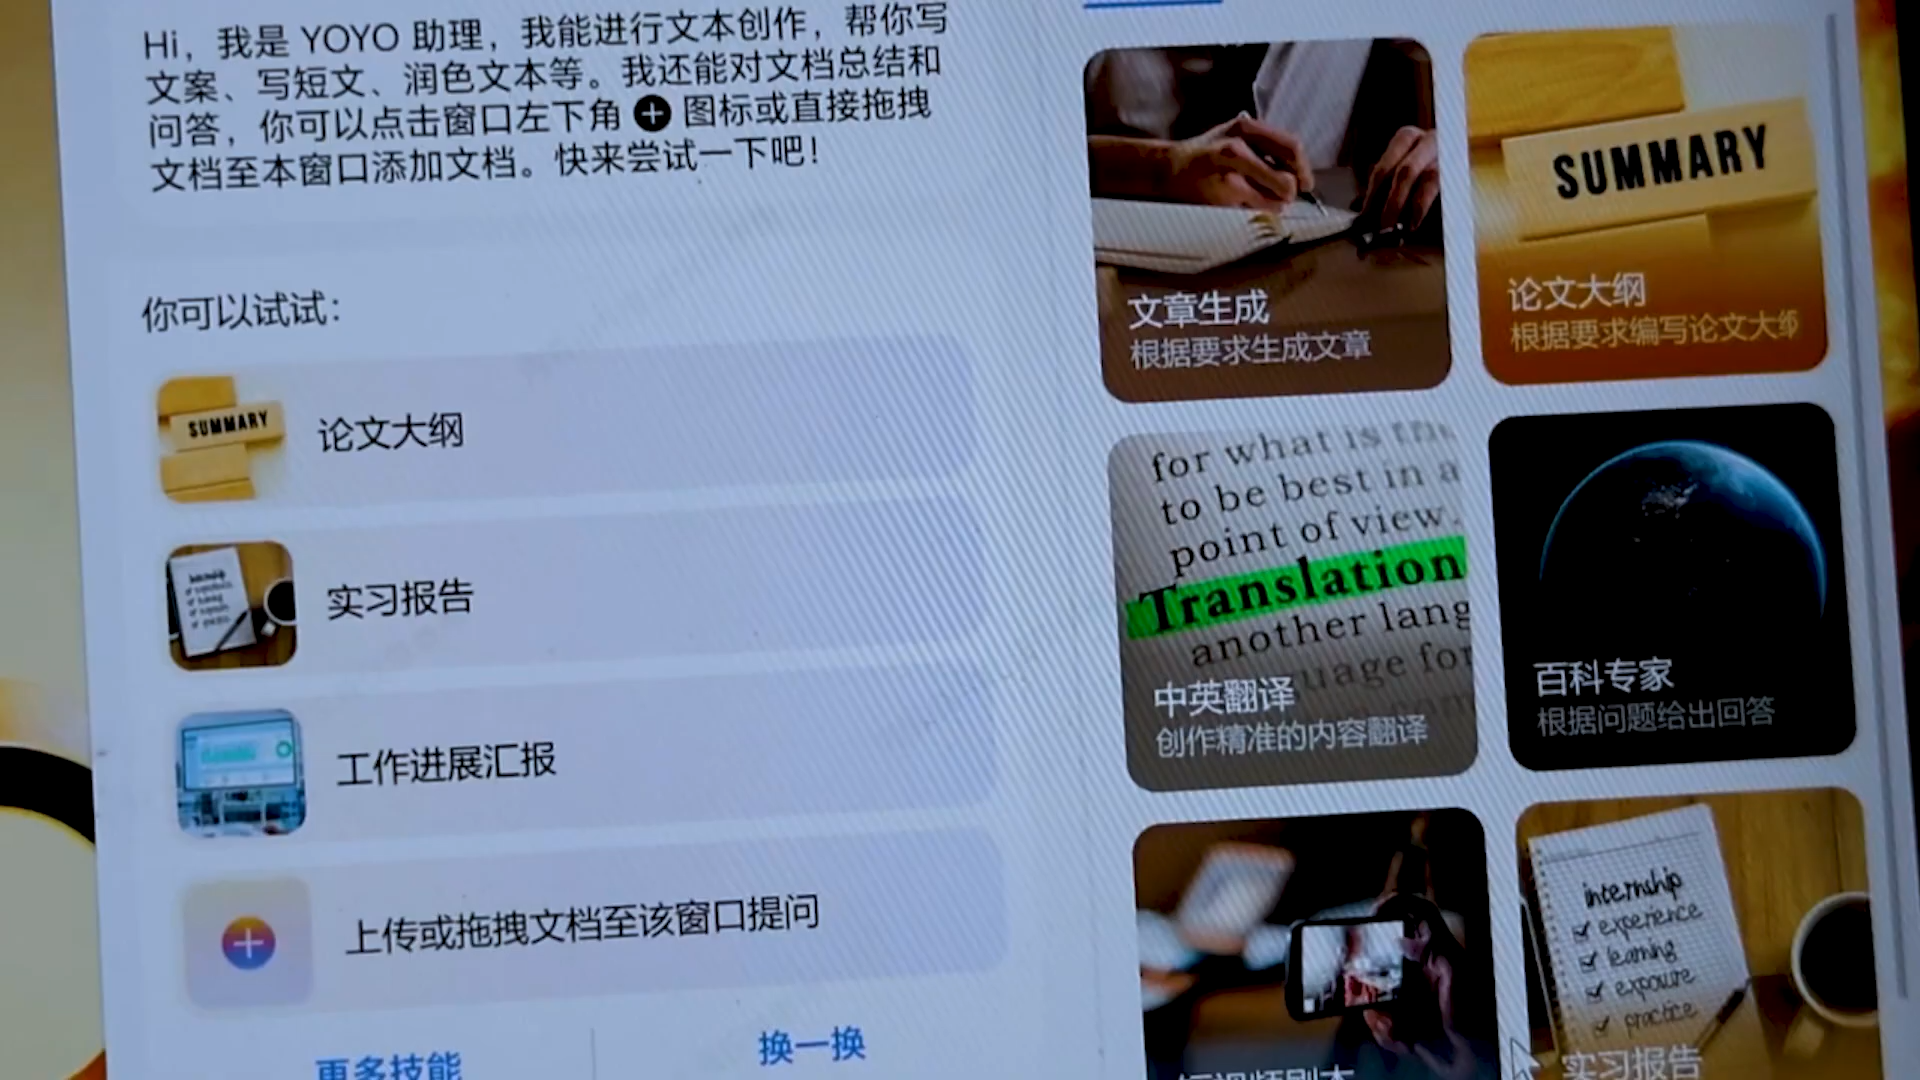 Hi，我是 YOYO 助理，我能进行文本创作，帮你写
文案、写短文、润色文本等。我还能对文档总结和
问答，你可以点击窗口左下角 图标或直接拖拽
文档至本窗口添加文档。快来尝试一下吧！
你可以试试：
SUMMARY
论文大纲
实习报告
工作进展汇报
上传或拖拽文档至该窗口提问
更多技能
换一换
文章生成
根据要求生成文章
SUMMARY
论文大纲
根据要求编写论文大纲
for what is the
to be best in a
point of view.
Translation
another lang
uage for
中英翻译
创作精准的内容翻译
百科专家
根据问题给出回答
短视频剧本
internship
experience
learning
exposure
practice
实习报告